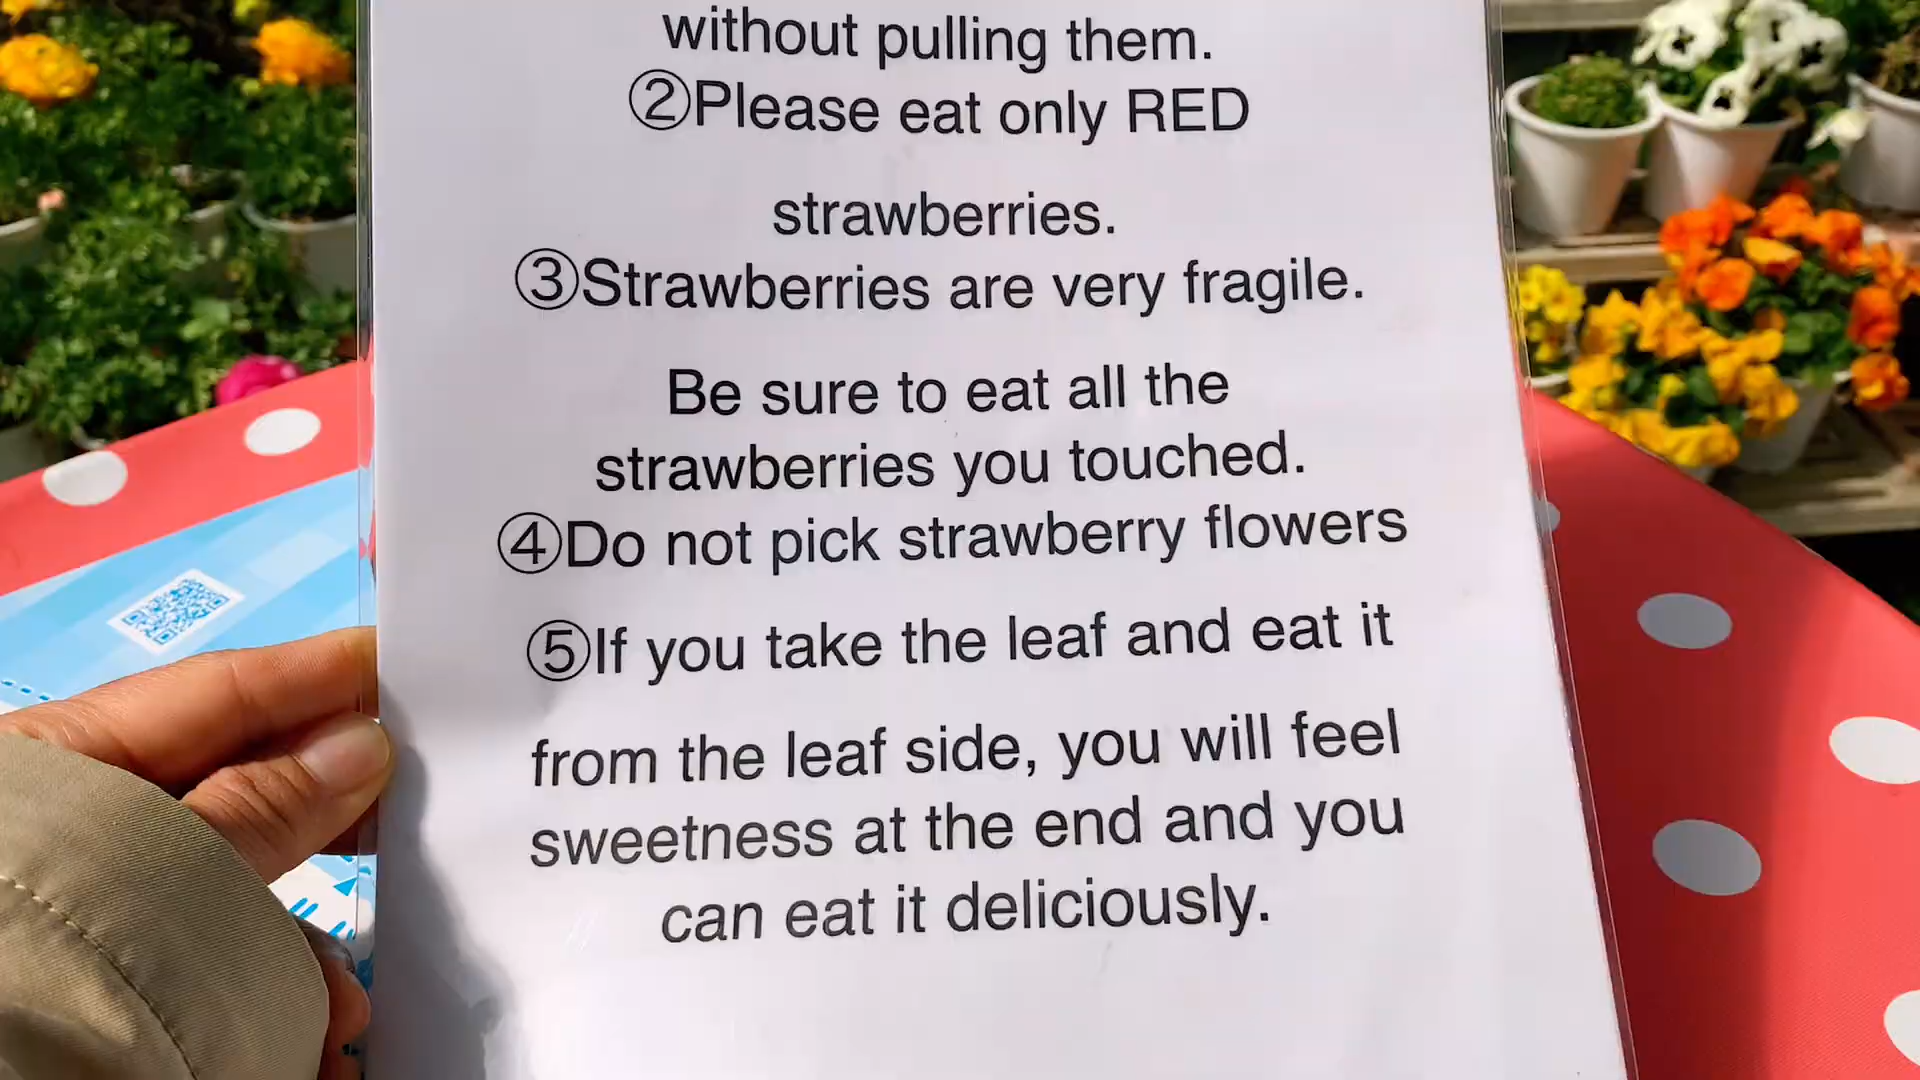 without pulling them.
②Please eat only RED
strawberries.
③Strawberries are very fragile.
Be sure to eat all the
strawberries you touched.
④Do not pick strawberry flowers
⑤If you take the leaf and eat it
from the leaf side, you will feel
sweetness at the end and you
can eat it deliciously.